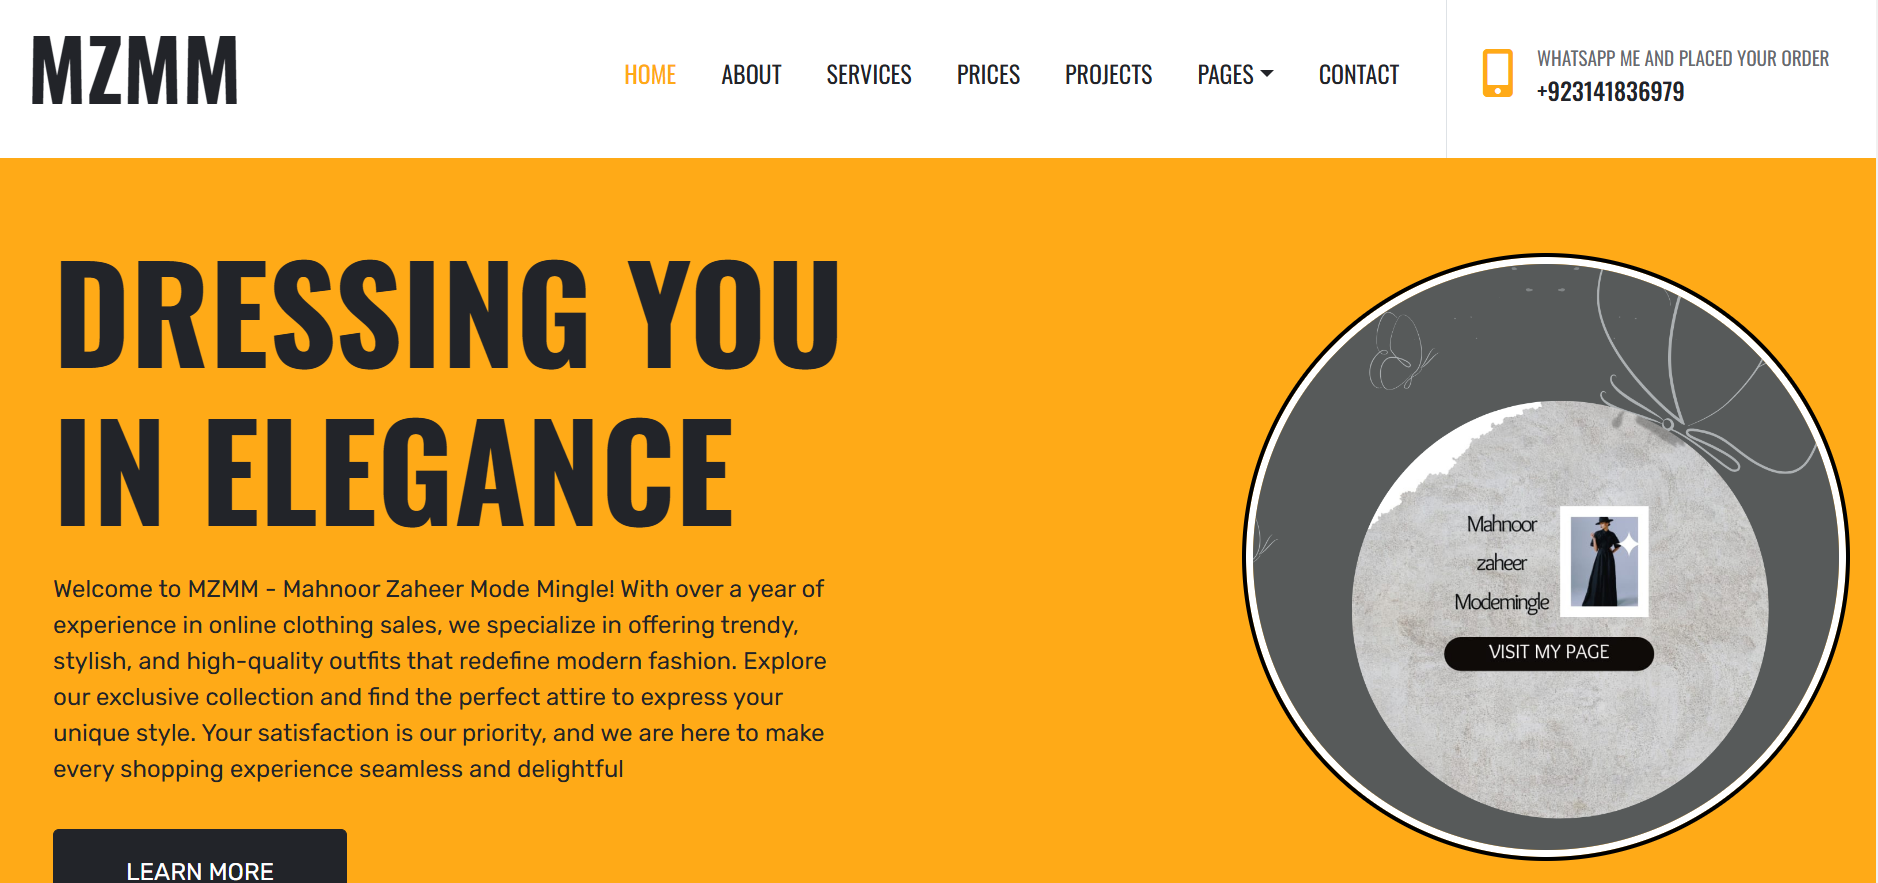 MZMM
HOME ABOUT SERVICES PRICES PROJECTS PAGES CONTACT
WHATSAPP ME AND PLACED YOUR ORDER
+923141836979
DRESSING YOU
IN ELEGANCE
Welcome to MZMM - Mahnoor Zaheer Mode Mingle! With over a year of
experience in online clothing sales, we specialize in offering trendy,
stylish, and high-quality outfits that redefine modern fashion. Explore
our exclusive collection and find the perfect attire to express your
unique style. Your satisfaction is our priority, and we are here to make
every shopping experience seamless and delightful
LEARN MORE
Mahnoor
zaheer
Modemingle
VISIT MY PAGE